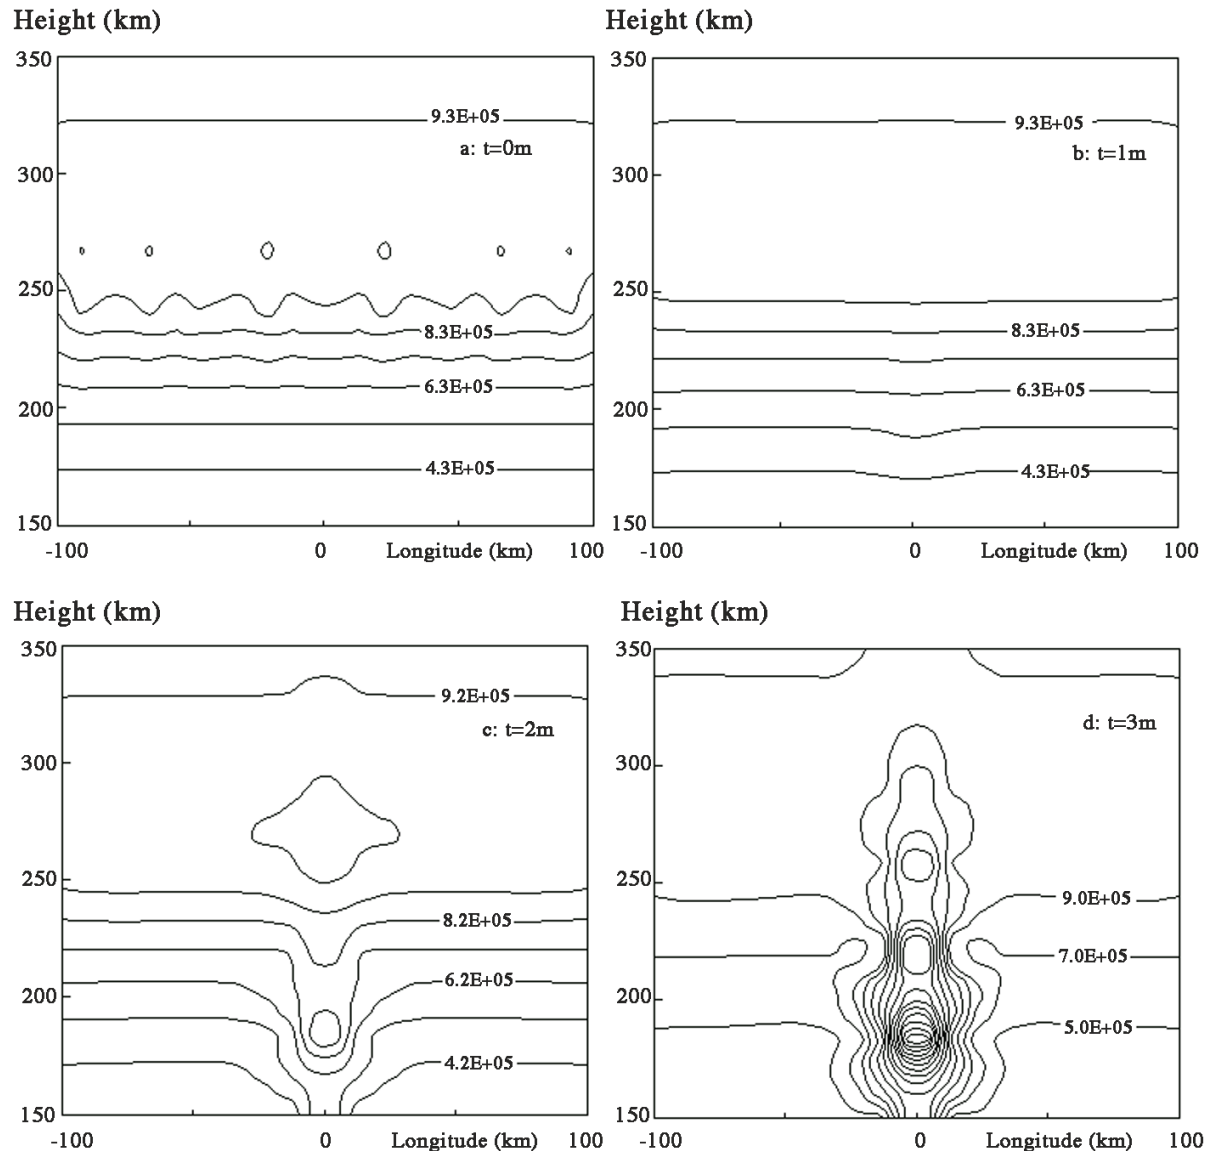 Height (km)
350
9.3E+05
a: t=0m
300
250
8.3E+05
6.3E+05
200
4.3E+05
150
-100
0
Longitude (km)
100
Height (km)
350
9.3E+05
b: t=1m
300
250
8.3E+05
6.3E+05
200
4.3E+05
150
-100
0
Longitude (km)
100
Height (km)
350
9.2E+05
c: t=2m
300
250
8.2E+05
6.2E+05
200
4.2E+05
150
-100
0
Longitude (km)
100
Height (km)
350
d: t=3m
300
250
9.0E+05
7.0E+05
200
5.0E+05
150
-100
0
Longitude (km)
100